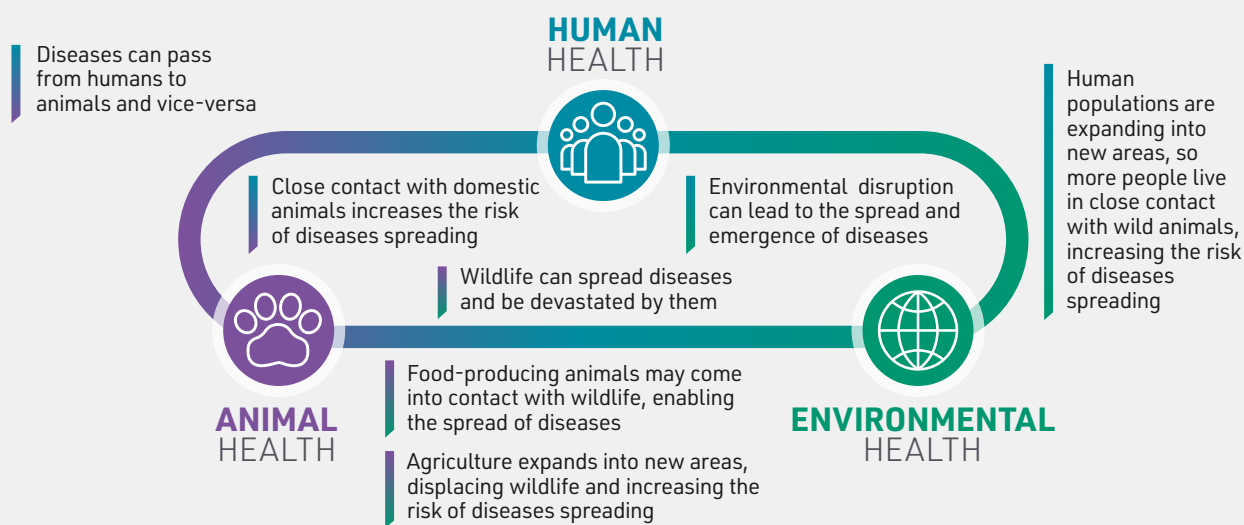 HUMAN
HEALTH
Diseases can pass
from humans to
animals and vice-versa
Human
populations are
expanding into
new areas, so
more people live
in close contact
with wild animals,
increasing the risk
of diseases
spreading
Close contact with domestic
animals increases the risk
of diseases spreading
Environmental disruption
can lead to the spread and
emergence of diseases
Wildlife can spread diseases
and be devastated by them
ANIMAL
HEALTH
Food-producing animals may come
into contact with wildlife, enabling
the spread of diseases
Agriculture expands into new areas,
displacing wildlife and increasing the
risk of diseases spreading
ENVIRONMENTAL
HEALTH